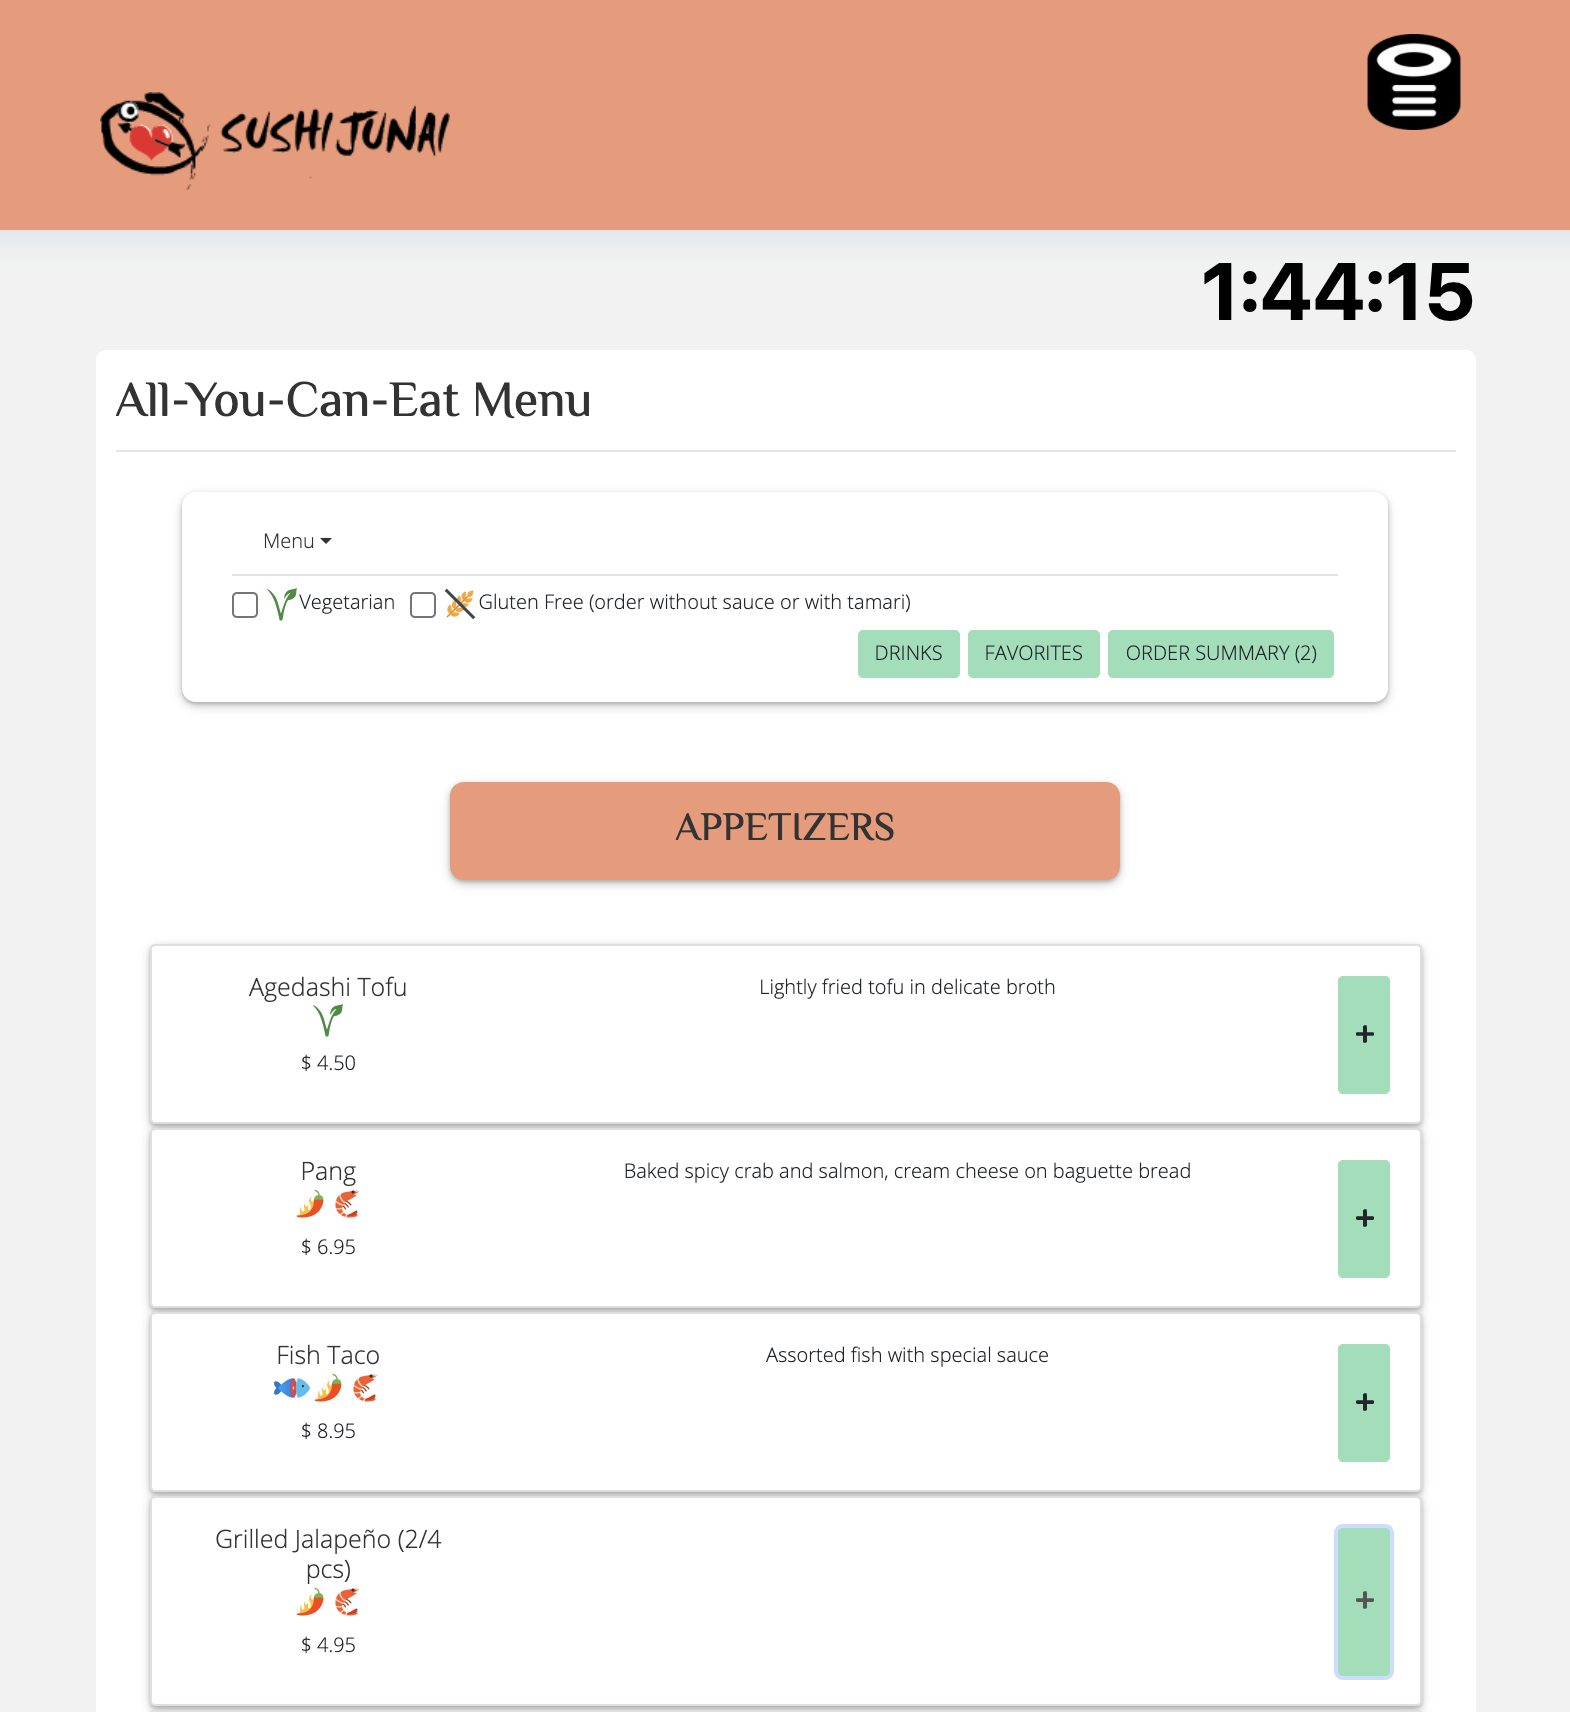 SUSHI JUNAI
1:44:15
All-You-Can-Eat Menu
Menu
Vegetarian Gluten Free (order without sauce or with tamari)
DRINKS FAVORITES ORDER SUMMARY (2)
APPETIZERS
Agedashi Tofu
Lightly fried tofu in delicate broth
$ 4.50
+
Pang
Baked spicy crab and salmon, cream cheese on baguette bread
$ 6.95
+
Fish Taco
Assorted fish with special sauce
$ 8.95
+
Grilled Jalapeño (2/4
pcs)
$ 4.95
+